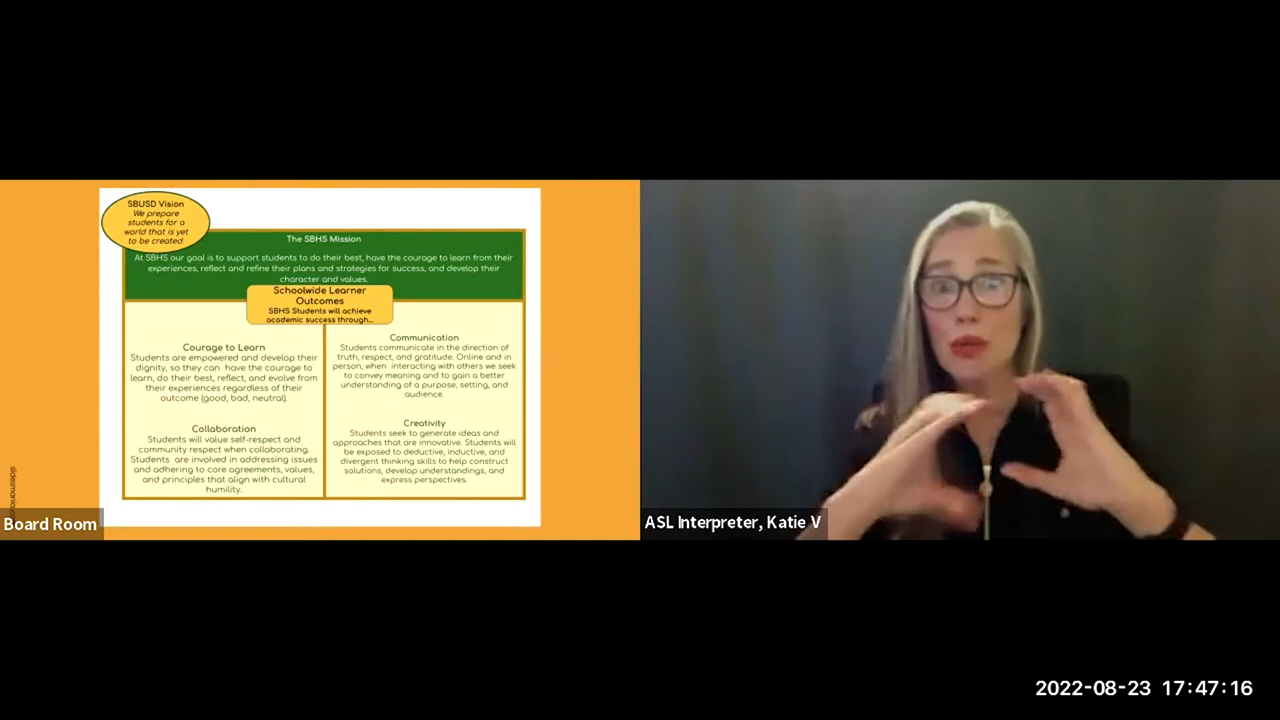 SBUSD Vision
We prepare
students for a
world that is yet
to be created.
The SBHS Mission
At SBHS our goal is to support students to do their best, have the courage to learn from their
experiences, reflect and refine their plans and strategies for success, and develop their
character and values.
Schoolwide Learner
Outcomes
SBHS Students will achieve
academic success through...
Courage to Learn
Students are empowered and develop their
dignity, so they can have the courage to
learn, do their best, reflect, and evolve from
their experiences regardless of their
outcome (good, bad, neutral).
Collaboration
Students will value self-respect and
community respect when collaborating.
Students are involved in addressing issues
and adhering to core agreements, values,
and principles that align with cultural
humility.
Communication
Students communicate in the direction of
truth, respect, and gratitude. Online and in
person, when interacting with others we seek
to convey meaning and to gain a better
understanding of a purpose, setting, and
audience.
Creativity
Students seek to generate ideas and
approaches that are innovative. Students will
be exposed to deductive, inductive, and
divergent thinking skills to help construct
solutions, develop understandings, and
express perspectives.
Board Room
ASL Interpreter, Katie V
2022-08-23 17:47:16